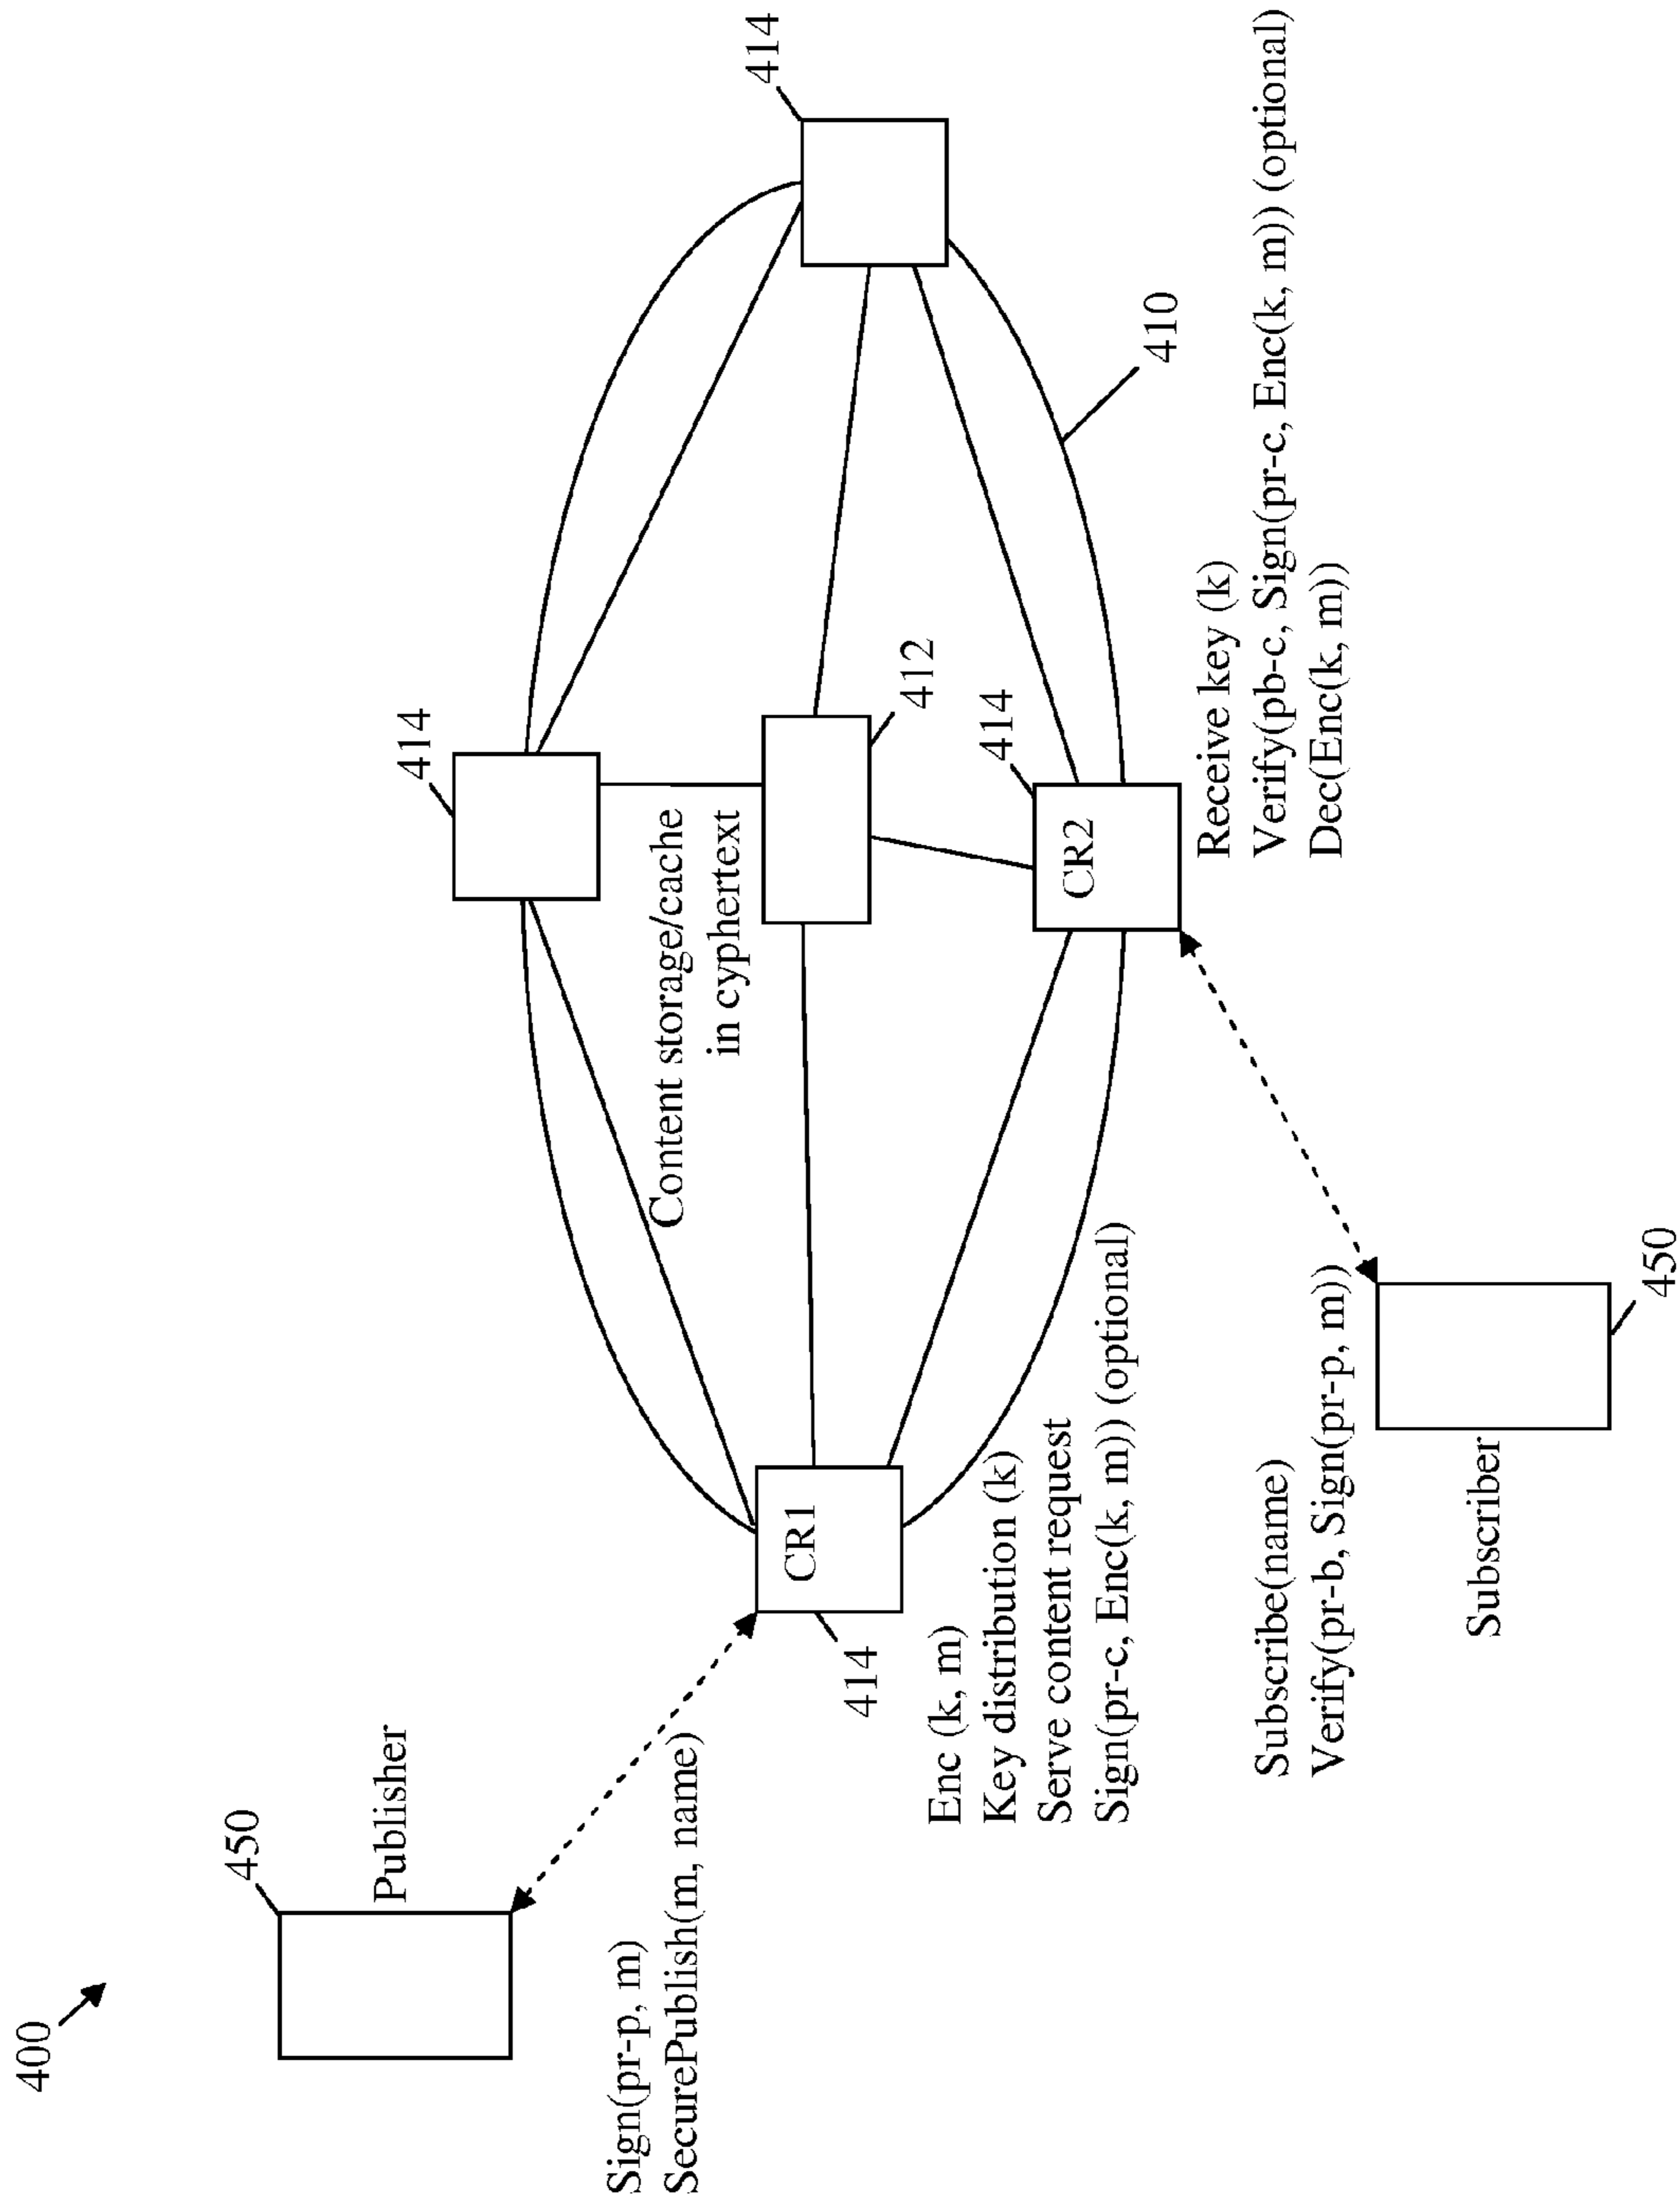 400
450
Publisher
Sign(pr-p, m)
SecurePublish(m, name)
414
CR1
Enc (k, m)
Key distribution (k)
Serve content request
Sign(pr-c, Enc(k, m)) (optional)
414
Content storage/cache
in cyphertext
412
414
CR2
414
410
Receive key (k)
Verify(pb-c, Sign(pr-c, Enc(k, m)) (optional)
Dec(Enc(k, m))
Subscribe(name)
Verify(pr-b, Sign(pr-p, m))
Subscriber
450